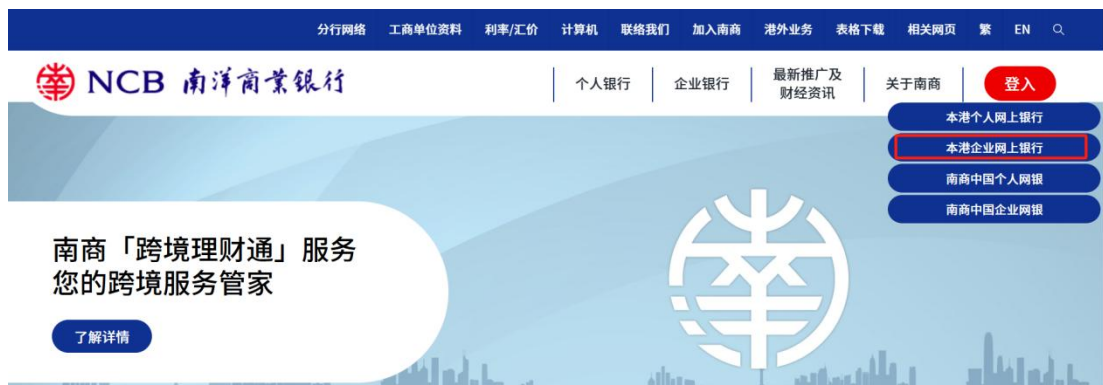 分行网络 工商单位资料 利率/汇价 计算机 联络我们 加入南商 港外业务 表格下载 相关网页 繁 EN
NCB 南洋商業銀行
个人银行 企业银行 最新推广及 关于南商 登入
财经资讯
本港个人网上银行
本港企业网上银行
南商中国个人网银
南商中国企业网银
南商「跨境理财通」服务
您的跨境服务管家
了解详情